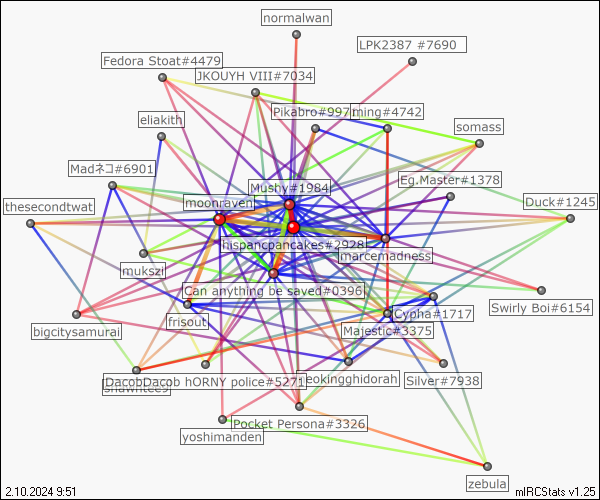 normalwan
LPK2387 #7690
Fedora Stoat#4479
JKOUYH VIII#7034
Pikabro#997
ming#4742
eliakith
somass
Madネコ#6901
Mushy#1984
Eg.Master#1378
moonraven
Duck#1245
thesecondtwat
hispancpancakes#2928
marcemadness
mukszil
Can anything be saved#0396
Swirly Boi#6154
frisout
Cypha#1717
bigcitysamurai
Majestic#3375
DacobDacob hORNY police#5271
neokingghidorah
Silver#7938
Pocket Persona#3326
yoshimanden
zebula
2.10.2024 9:51
mIRCStats v1.25